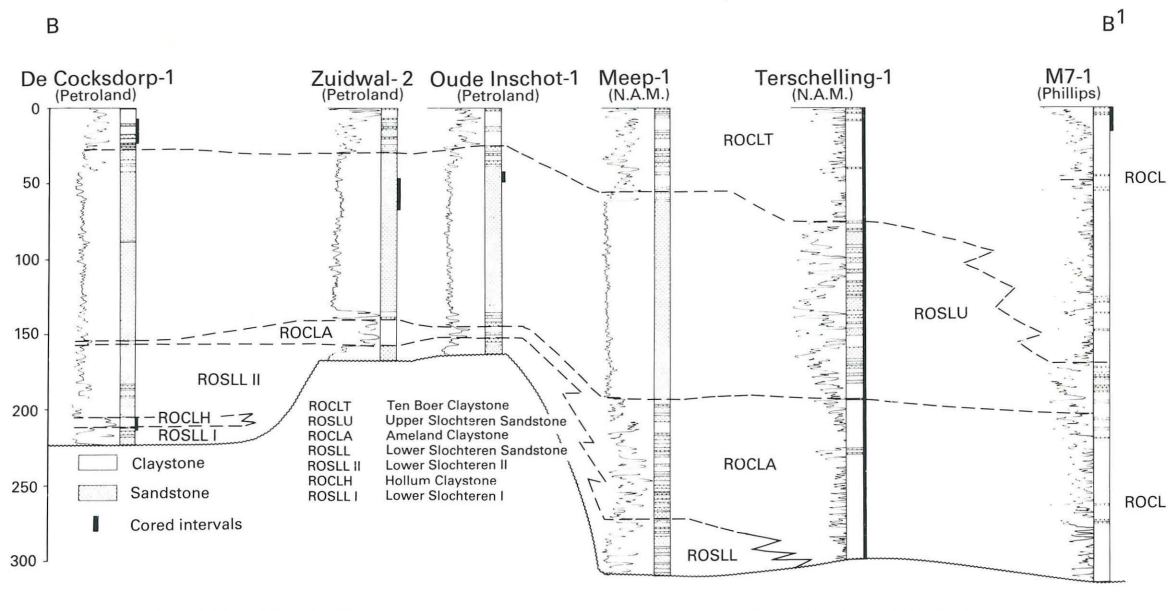 B
B1
De Cocksdorp-1
(Petroland)
Zuidwal-2
(Petroland)
Oude Inschot-1
(Petroland)
Meep-1
(N.A.M.)
Terschelling-1
(N.A.M.)
M7-1
(Phillips)
0
50
100
150
200
250
300
ROCLT
ROCL
ROSLU
ROCLA
ROSLL II
ROCLH
ROSLL I
ROCLA
ROCL
ROSLL
ROCLT Ten Boer Claystone
ROSLU Upper Slochteren Sandstone
ROCLA Ameland Claystone
ROSLL Lower Slochteren Sandstone
ROSLL II Lower Slochteren II
ROCLH Hollum Claystone
ROSLL I Lower Slochteren I
Claystone
Sandstone
Cored intervals